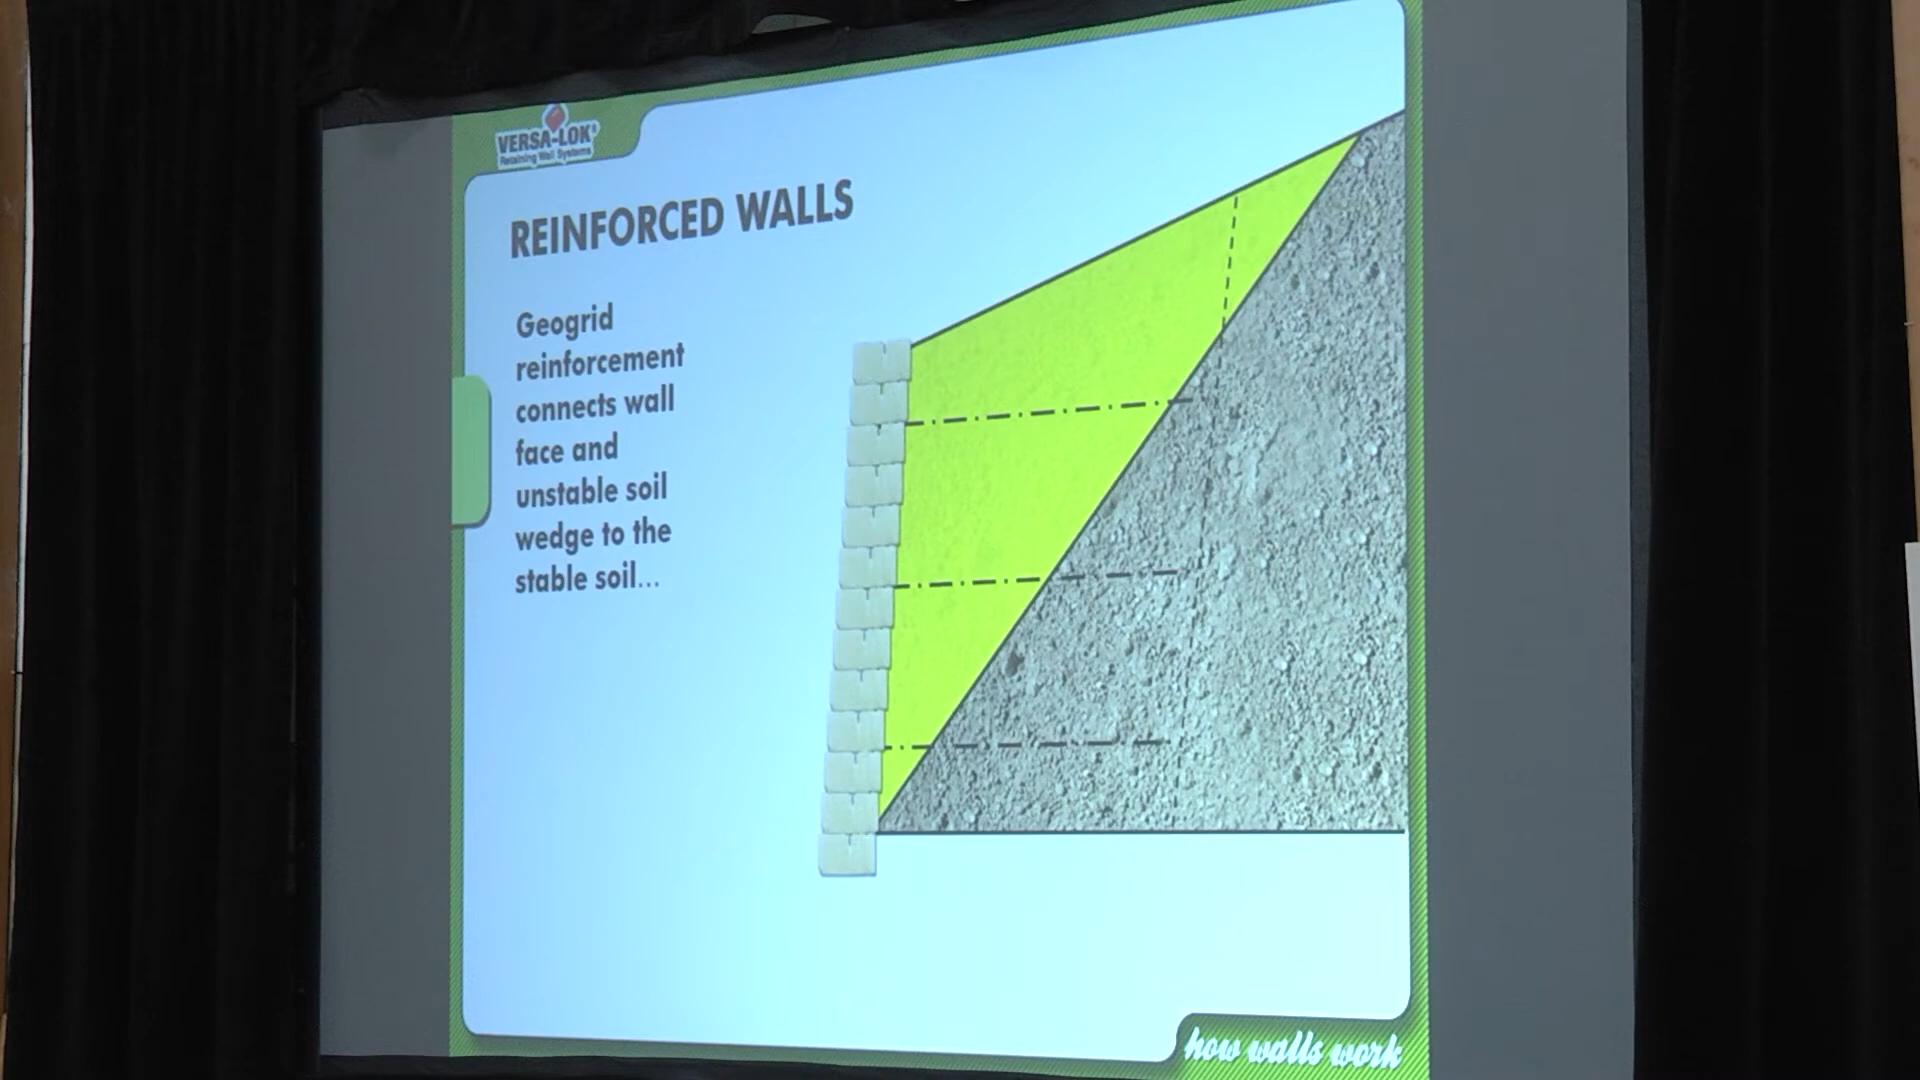 VERSA-LOK®
Retaining Wall Systems
REINFORCED WALLS
Geogrid
reinforcement
connects wall
face and
unstable soil
wedge to the
stable soil...
how walls work